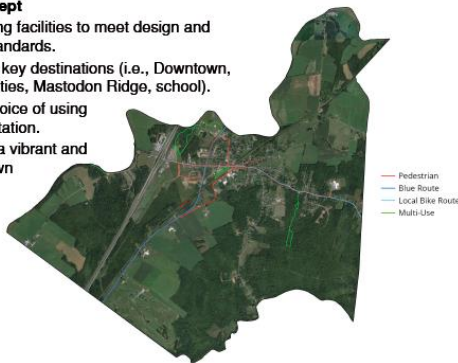 ept
ng facilities to meet design and
andards.
key destinations (i.e., Downtown,
ties, Mastodon Ridge, school).
oice of using
tation.
a vibrant and
wn
Pedestrian
Blue Route
Local Bike Route
Multi-Use